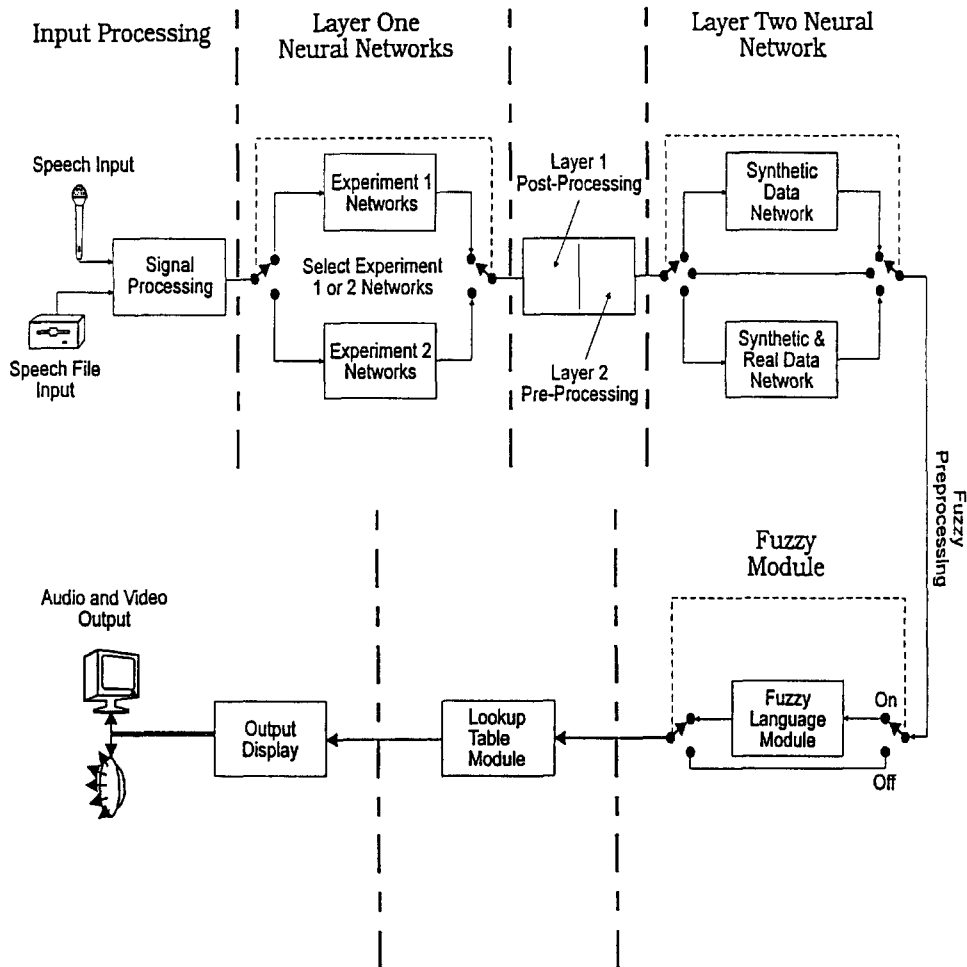 Input Processing
Layer One
Neural Networks
Layer Two Neural
Network
Speech Input
Signal
Processing
Speech File
Input
Experiment 1
Networks
Select Experiment
1 or 2 Networks
Experiment 2
Networks
Layer 1
Post-Processing
Layer 2
Pre-Processing
Synthetic
Data
Network
Synthetic &
Real Data
Network
Fuzzy
Preprocessing
Fuzzy
Module
On
Fuzzy
Language
Module
Off
Lookup
Table
Module
Output
Display
Audio and Video
Output